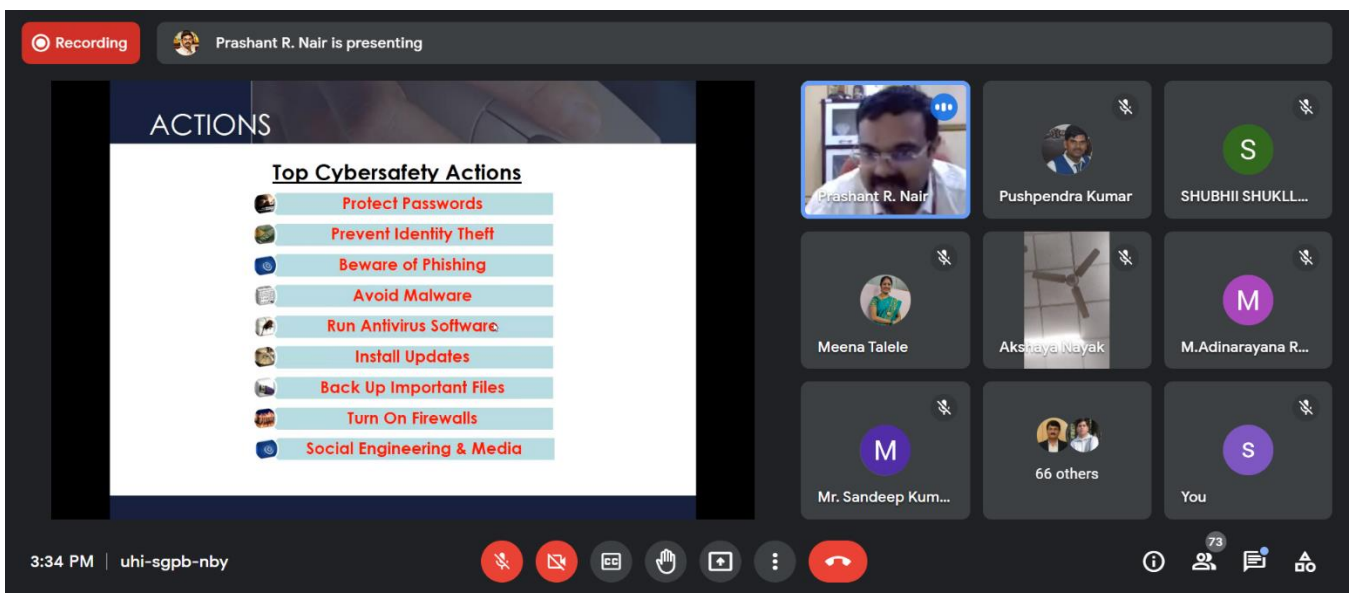 Recording
Prashant R. Nair is presenting
ACTIONS
Top Cybersafety Actions
Protect Passwords
Prevent Identity Theft
Beware of Phishing
Avoid Malware
Run Antivirus Software
Install Updates
Back Up Important Files
Turn On Firewalls
Social Engineering & Media
Prashant R. Nair
Pushpendra Kumar
S
SHUBHII SHUKLL...
Meena Talele
Akshaya Nayak
M
M.Adinarayana R...
M
Mr. Sandeep Kum...
66 others
s
You
3:34 PM | uhi-sgpb-nby
CC
73